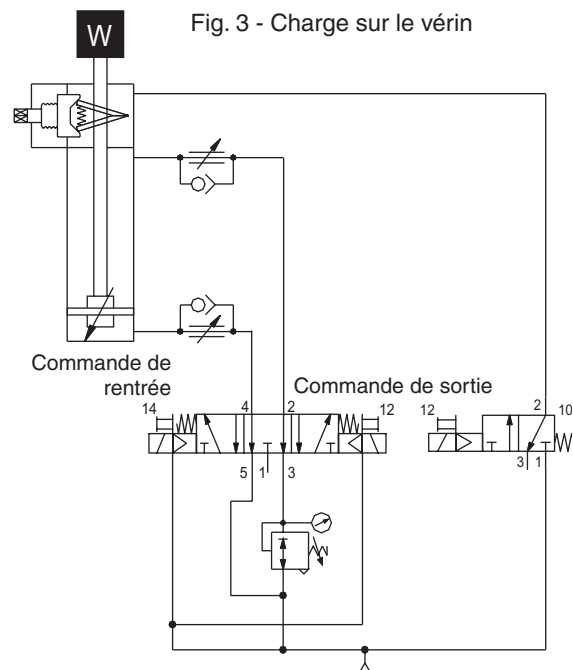 Fig. 3 - Charge sur le vérin
W
Commande de
rentrée
Commande de sortie
14
4
2
12
5
1
3
12
2
10
3
1